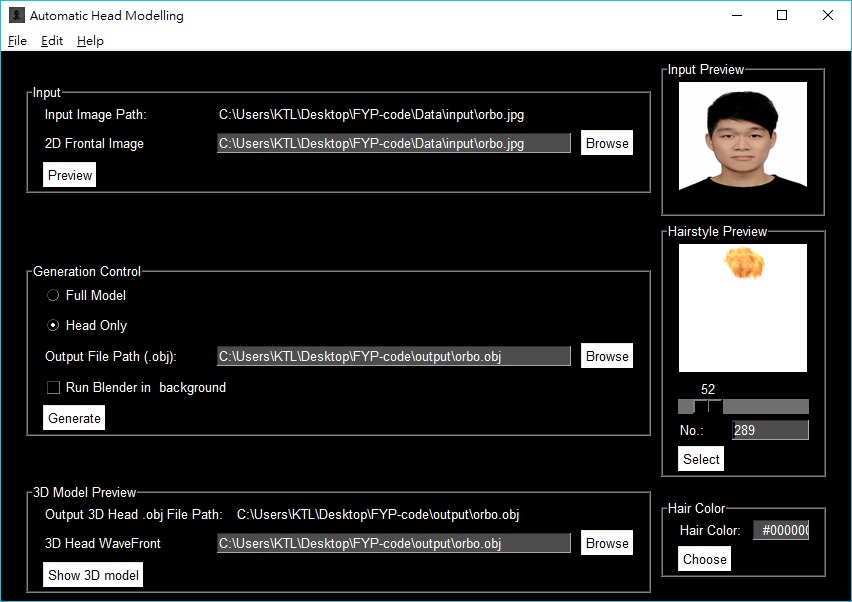 Automatic Head Modelling
File Edit Help
Input
Input Image Path: C:\Users\KTL\Desktop\FYP-code\Data\input\orbo.jpg
2D Frontal Image C:\Users\KTL\Desktop\FYP-code\Data\input\orbo.jpg Browse
Preview
Generation Control
Full Model
Head Only
Output File Path (.obj): C:\Users\KTL\Desktop\FYP-code\output\orbo.obj Browse
Run Blender in background
Generate
3D Model Preview
Output 3D Head .obj File Path: C:\Users\KTL\Desktop\FYP-code\output\orbo.obj
3D Head WaveFront C:\Users\KTL\Desktop\FYP-code\output\orbo.obj Browse
Show 3D model
Input Preview
Hairstyle Preview
52
No.: 289
Select
Hair Color
Hair Color: #000000
Choose